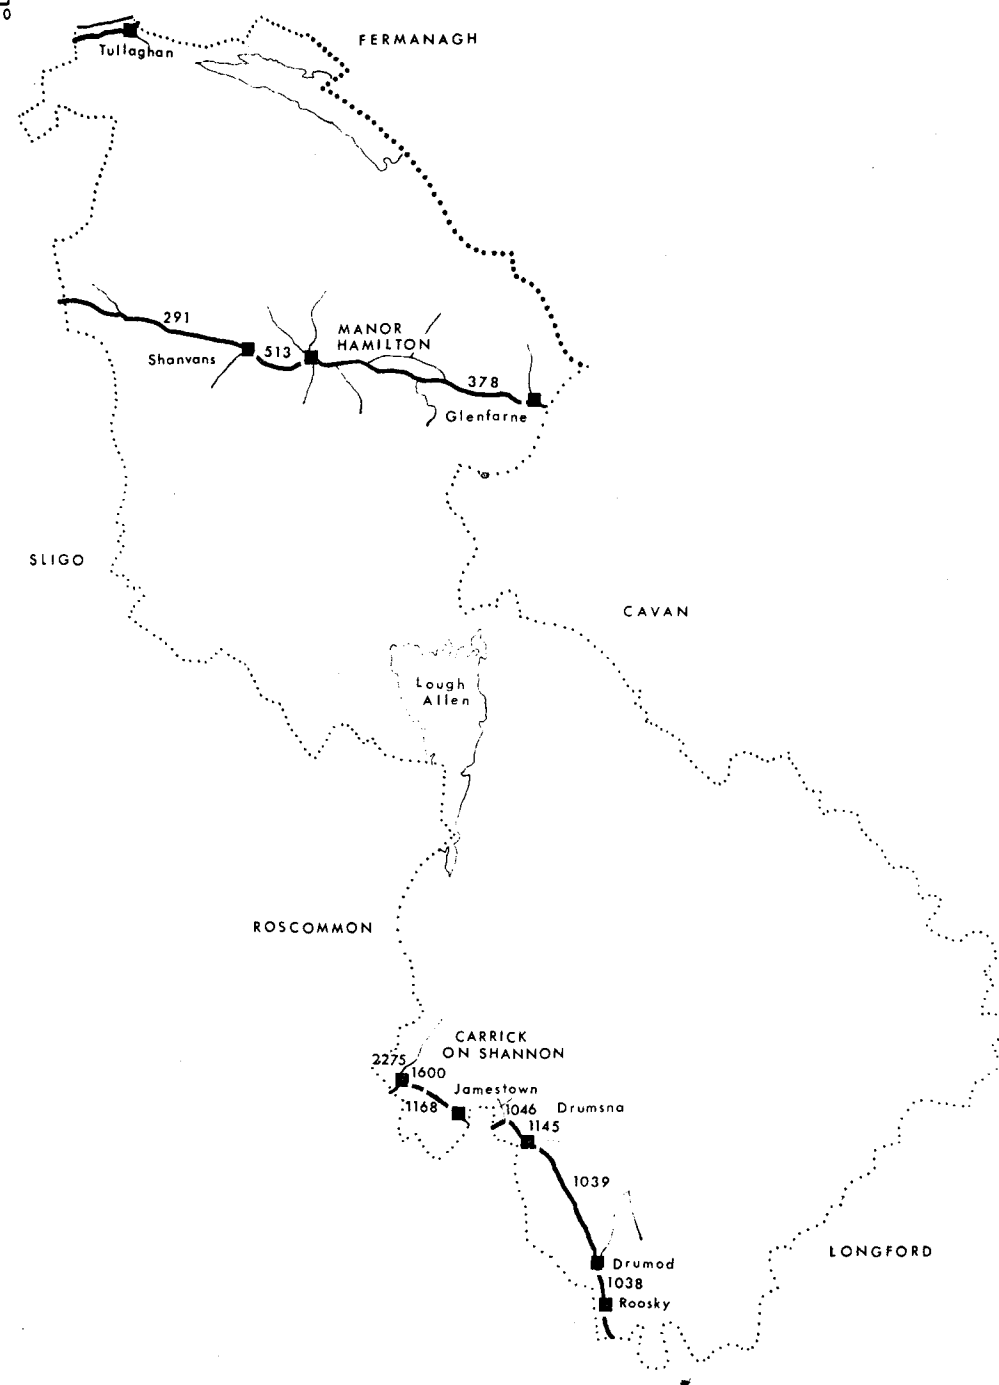 FERMANAGH
Tullaghan
291
MANOR
HAMILTON
Shanvans
513
378
Glenfarne
SLIGO
CAVAN
Lough
Allen
ROSCOMMON
CARRICK
ON SHANNON
2275
1600
Jamestown
1168
1046
Drumsna
1145
1039
LONGFORD
Drumod
1038
Roosky